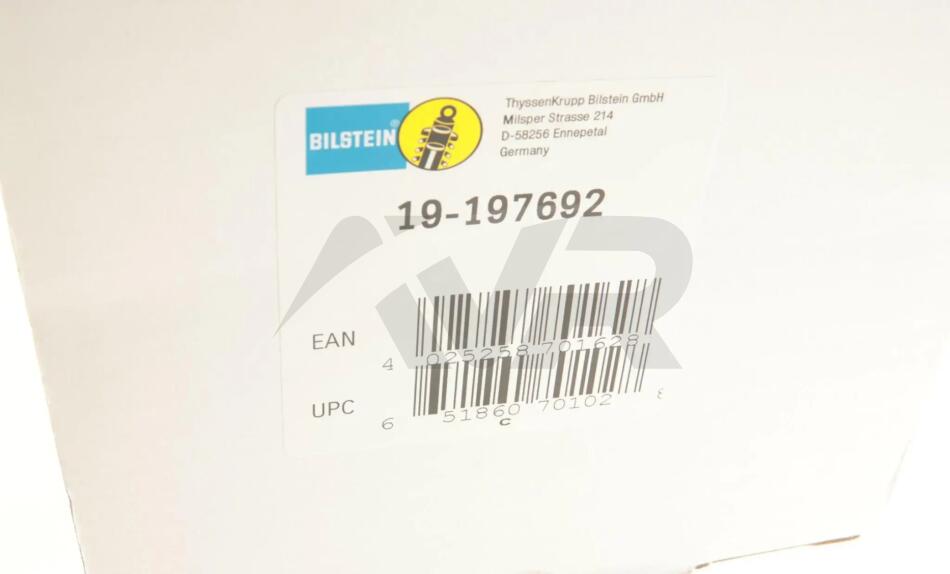 BILSTEIN®
ThyssenKrupp Bilstein GmbH
Milsper Strasse 214
D-58256 Ennepetal
Germany
19-197692
VR
EAN
4 025258 701628
UPC
6 51860 70102 8
c